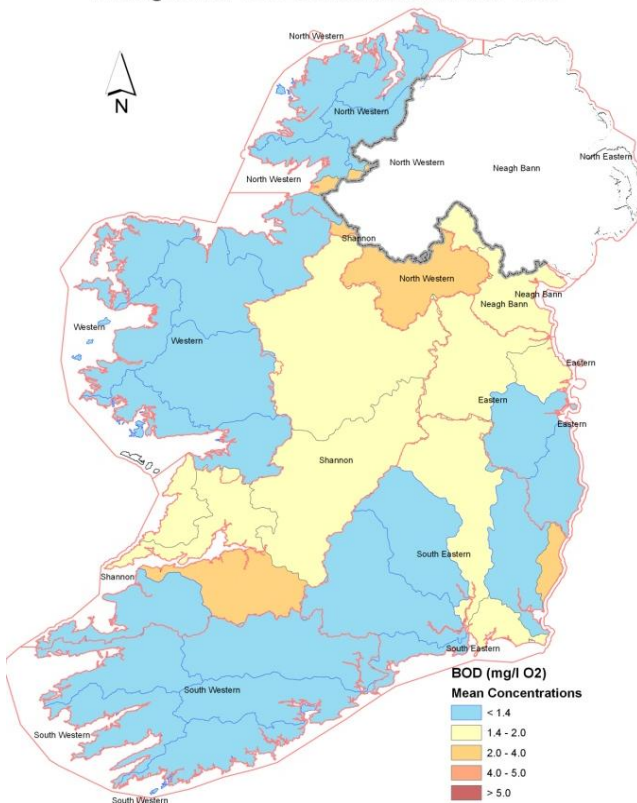 North Western
N
North Western
North Western
North Western
Neagh Bann
North Eastern
Shannon
North Western
Neagh Bann
Neagh Bann
Western
Western
Eastern
Eastern
Eastern
Shannon
South Eastern
Shannon
South Eastern
South Western
South Western
South Western
BOD (mg/l O2)
Mean Concentrations
< 1.4
1.4 - 2.0
2.0 - 4.0
4.0 - 5.0
> 5.0